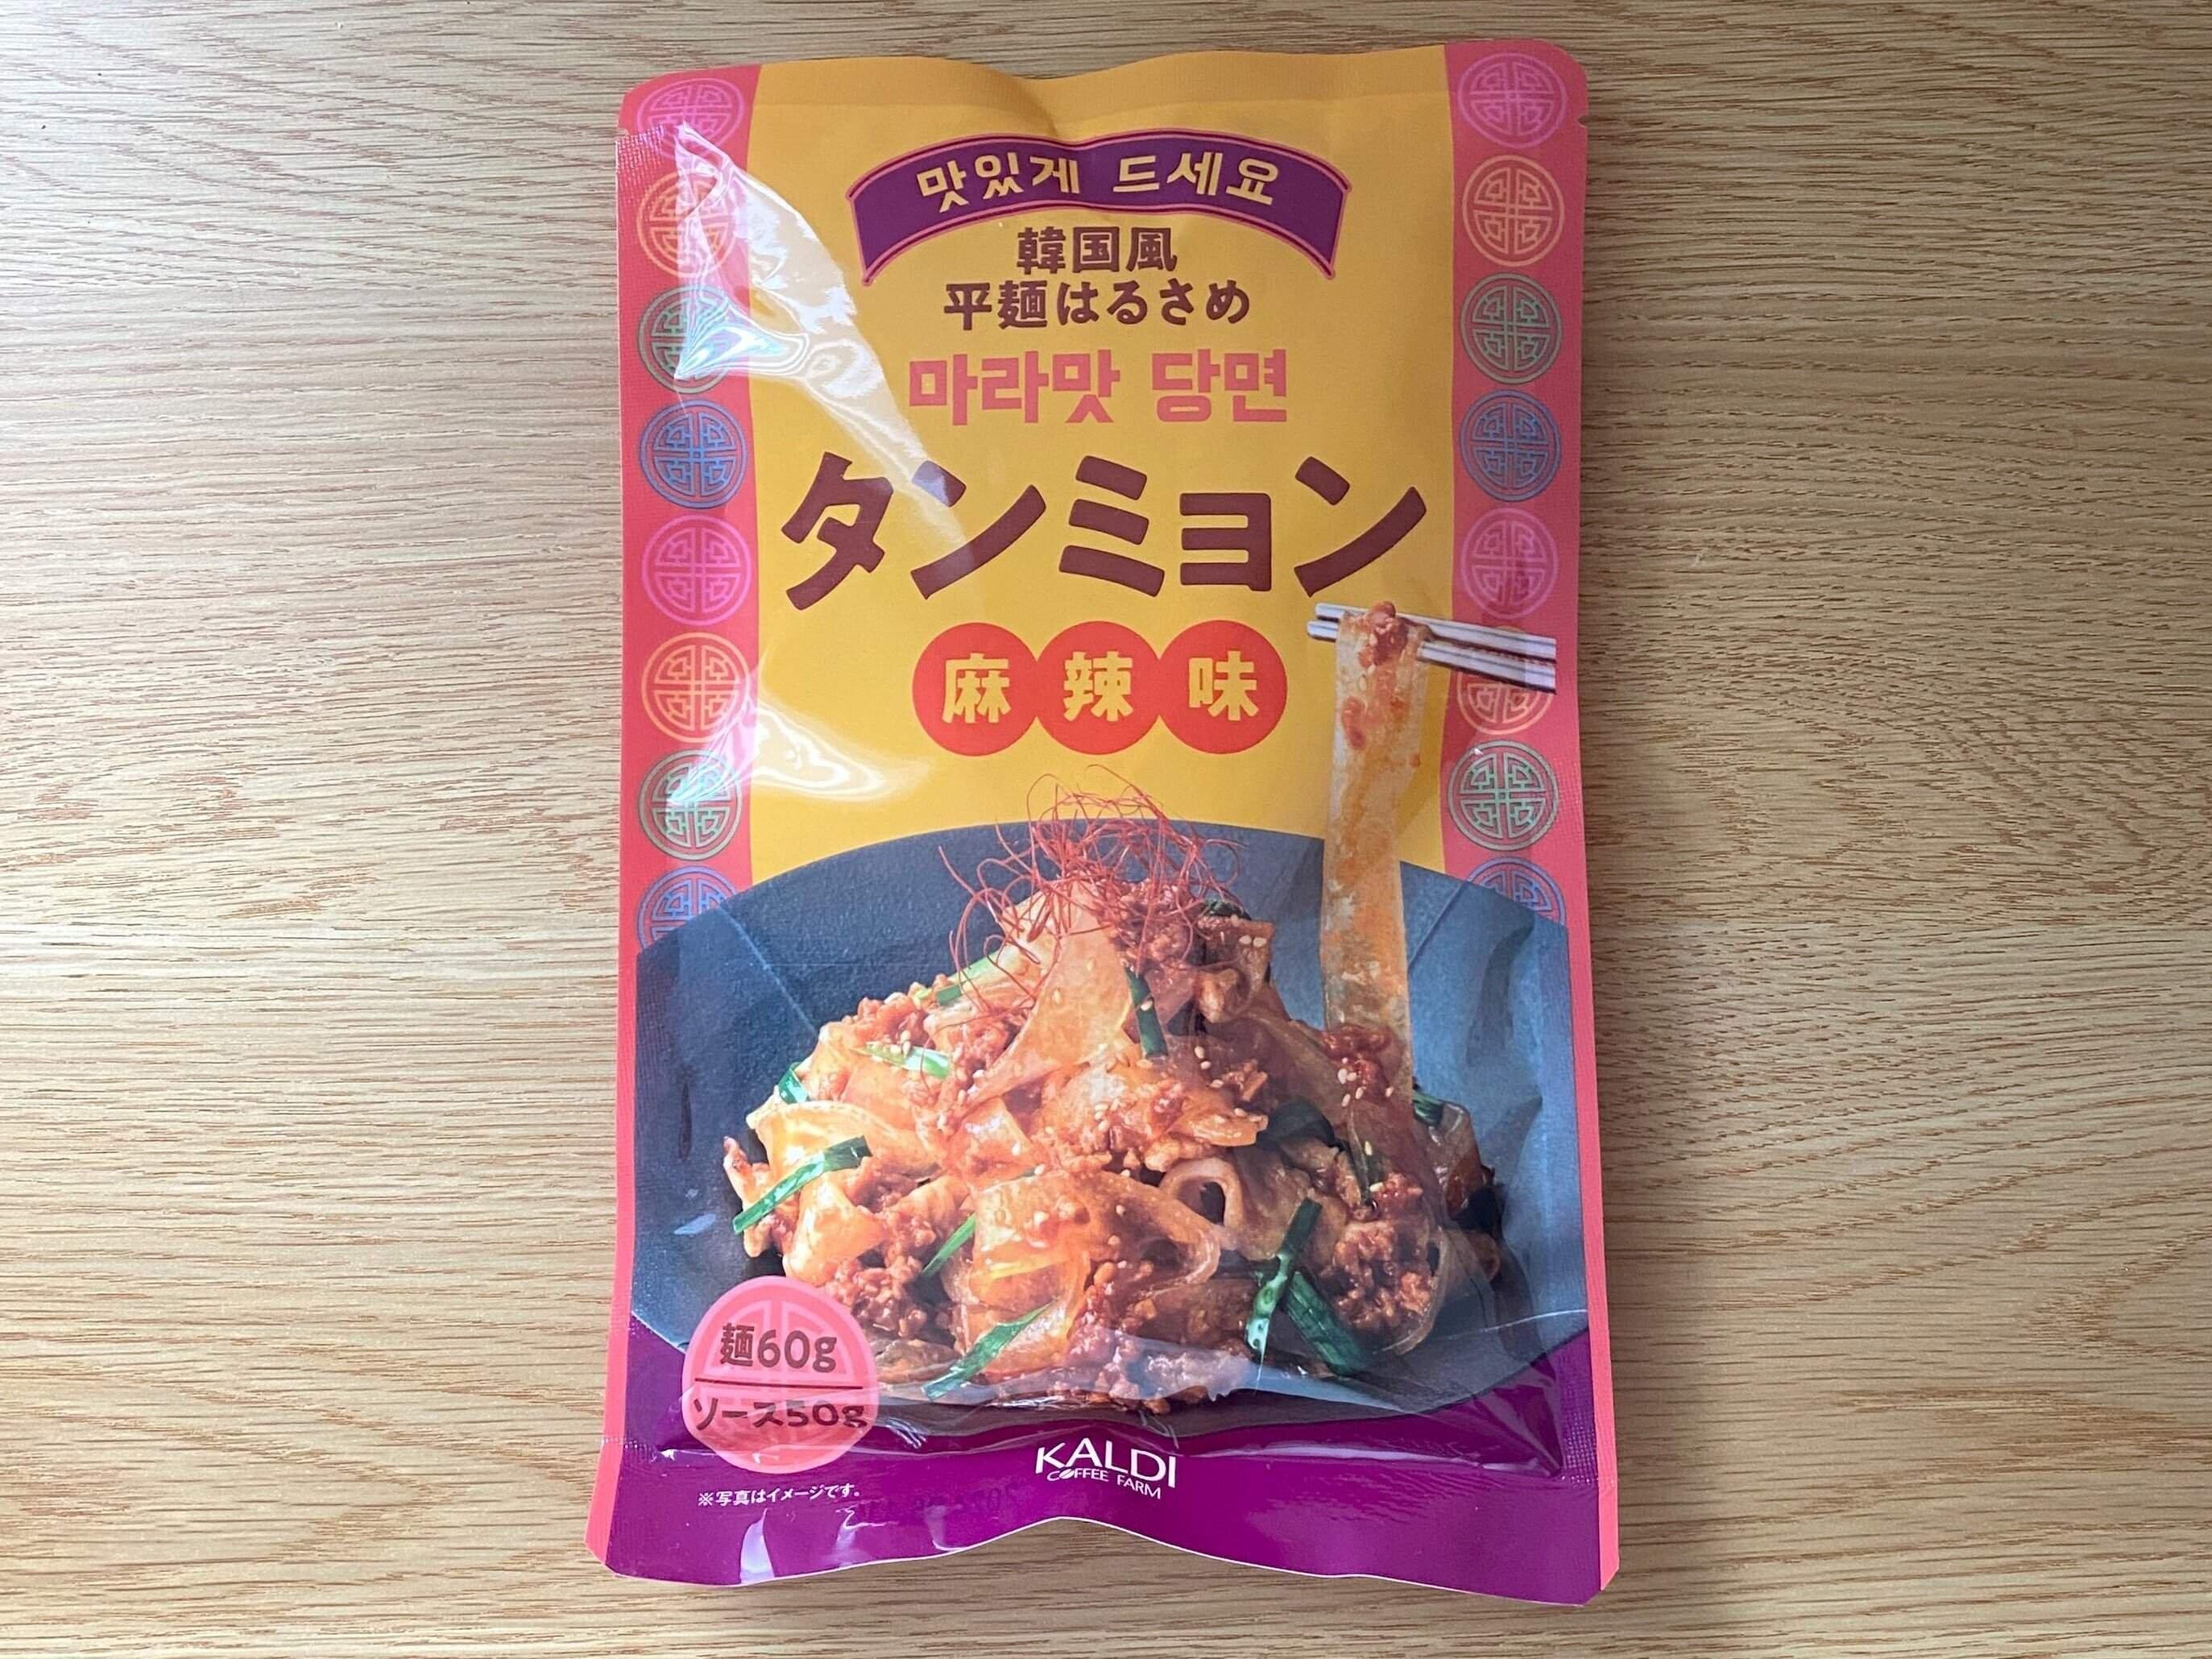 맛있게 드세요
韓国風
平麺はるさめ
마라맛 당면
タンミョン
麻辣味
麺60g
ソース50g
KALDI
COFFEE FARM
※写真はイメージです。